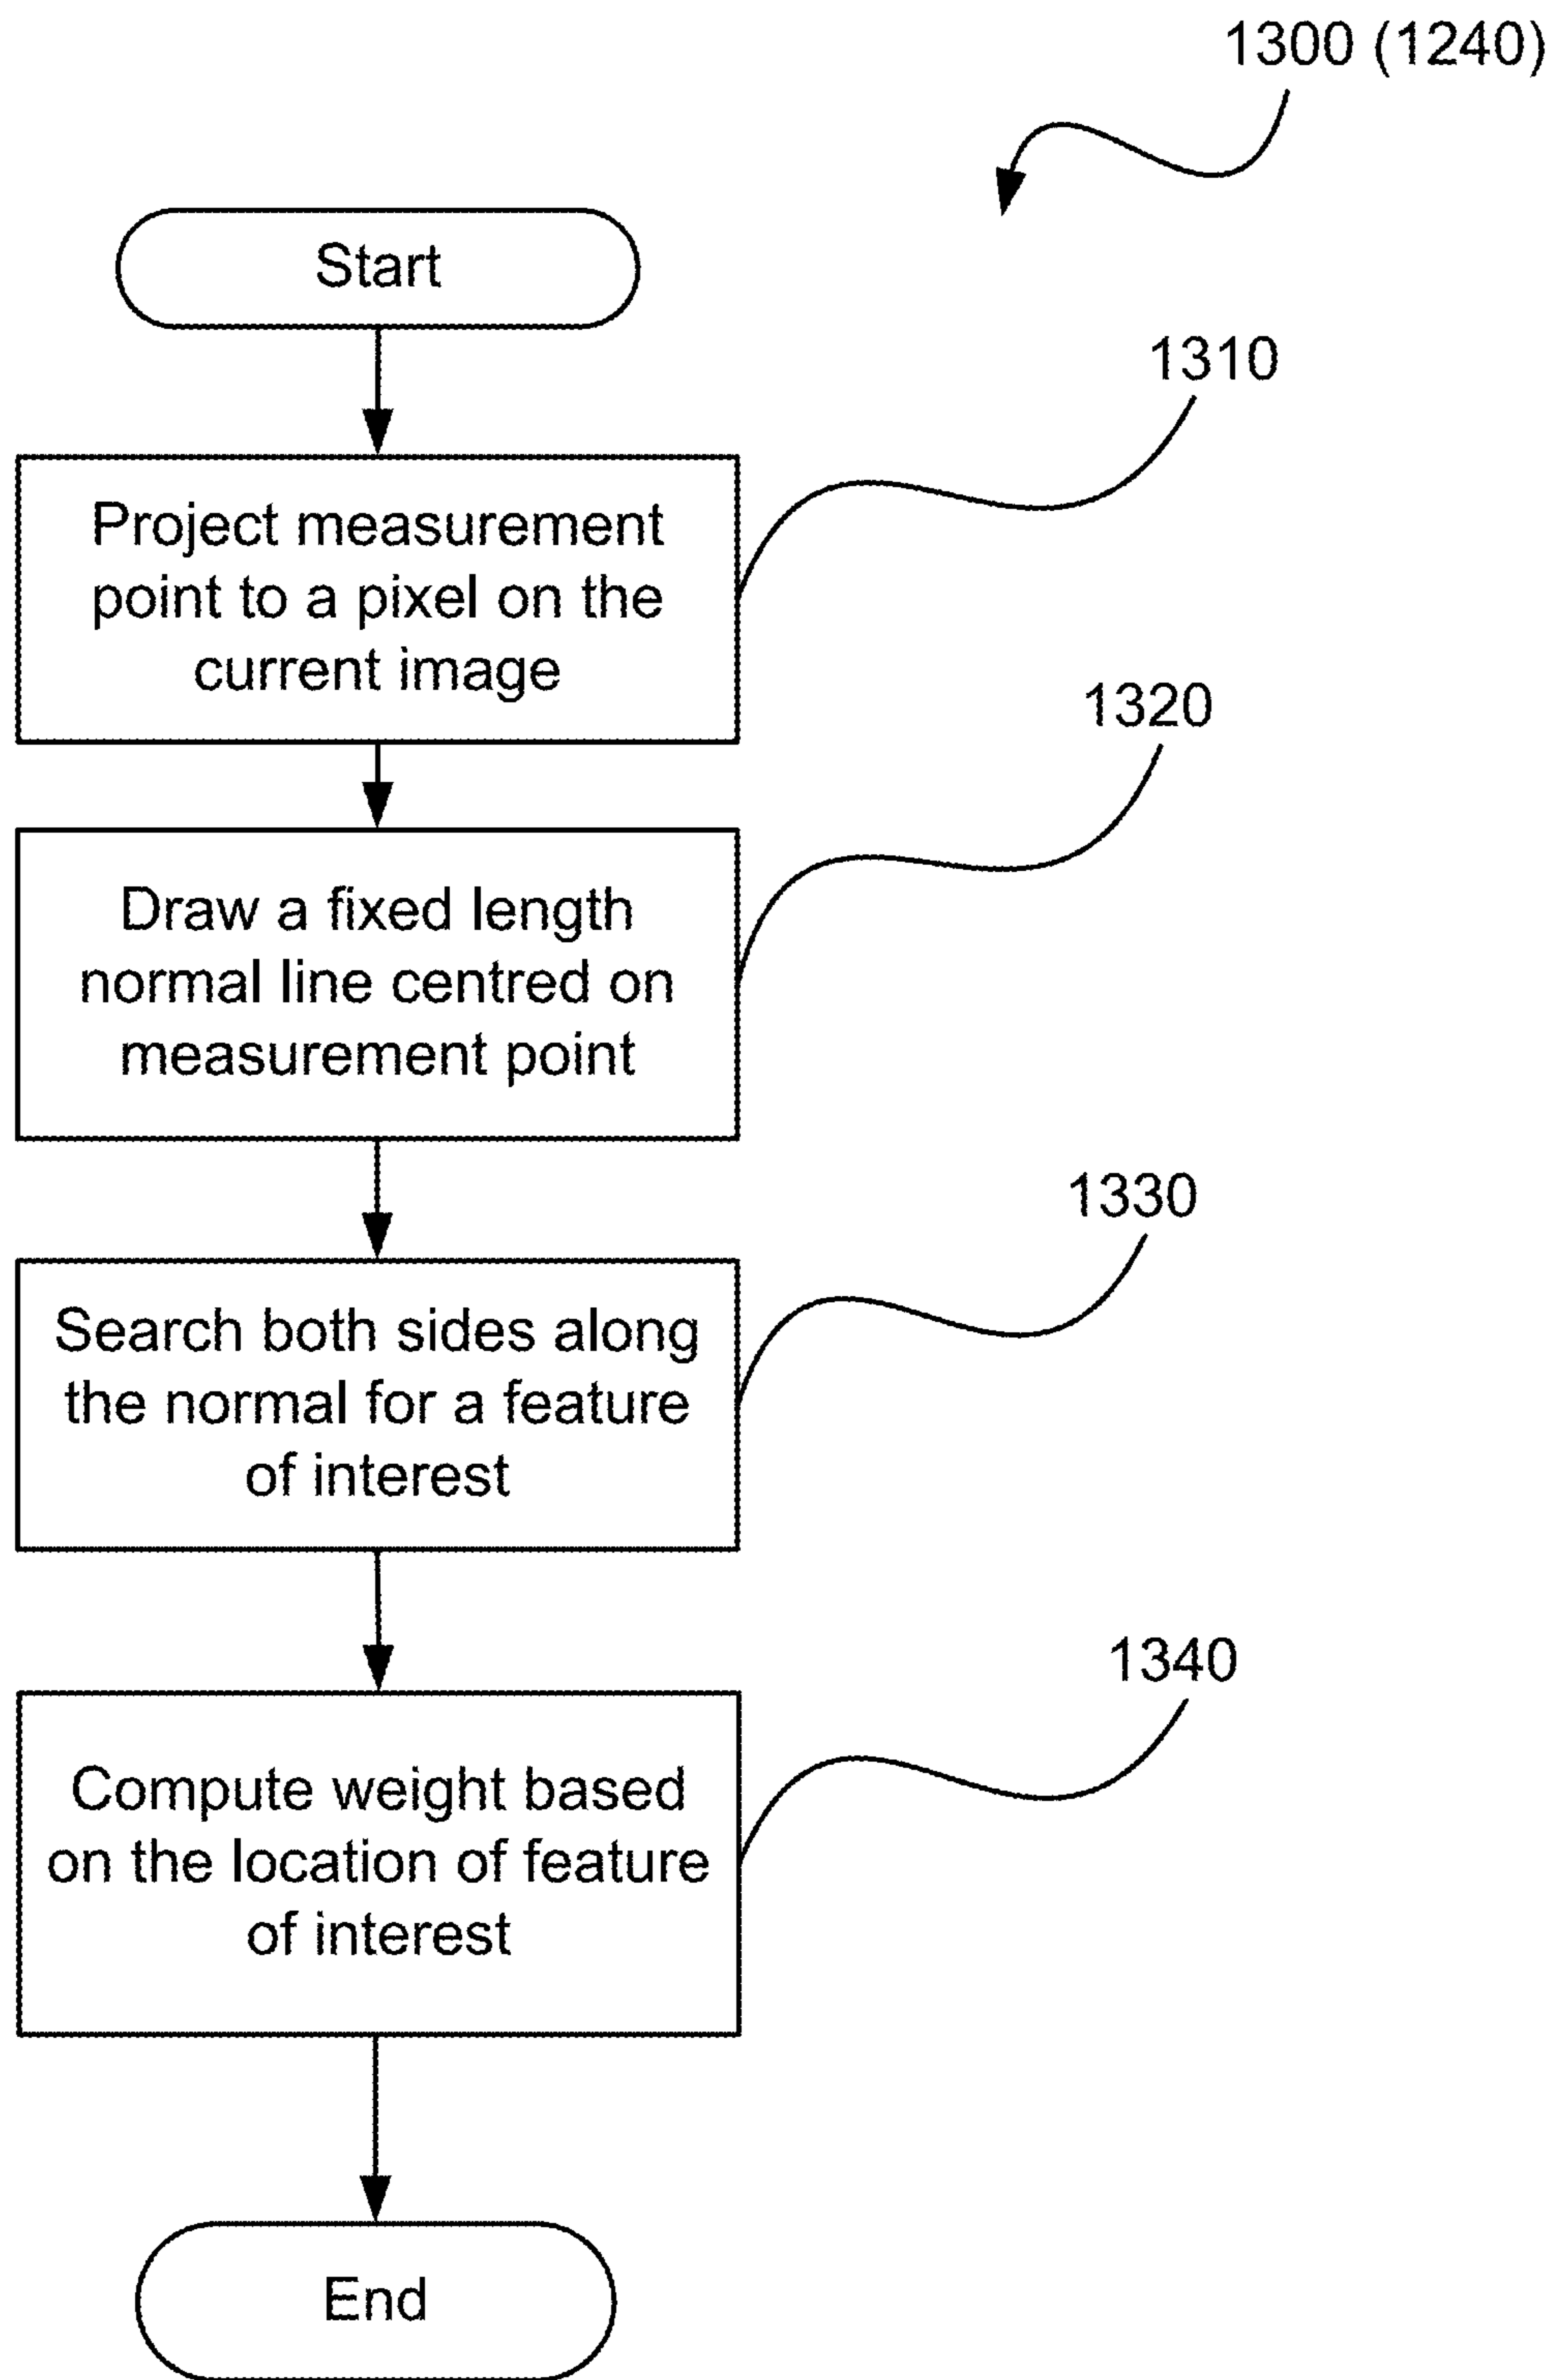 1300 (1240)
Start
1310
Project measurement
point to a pixel on the
current image
1320
Draw a fixed length
normal line centred on
measurement point
1330
Search both sides along
the normal for a feature
of interest
1340
Compute weight based
on the location of feature
of interest
End